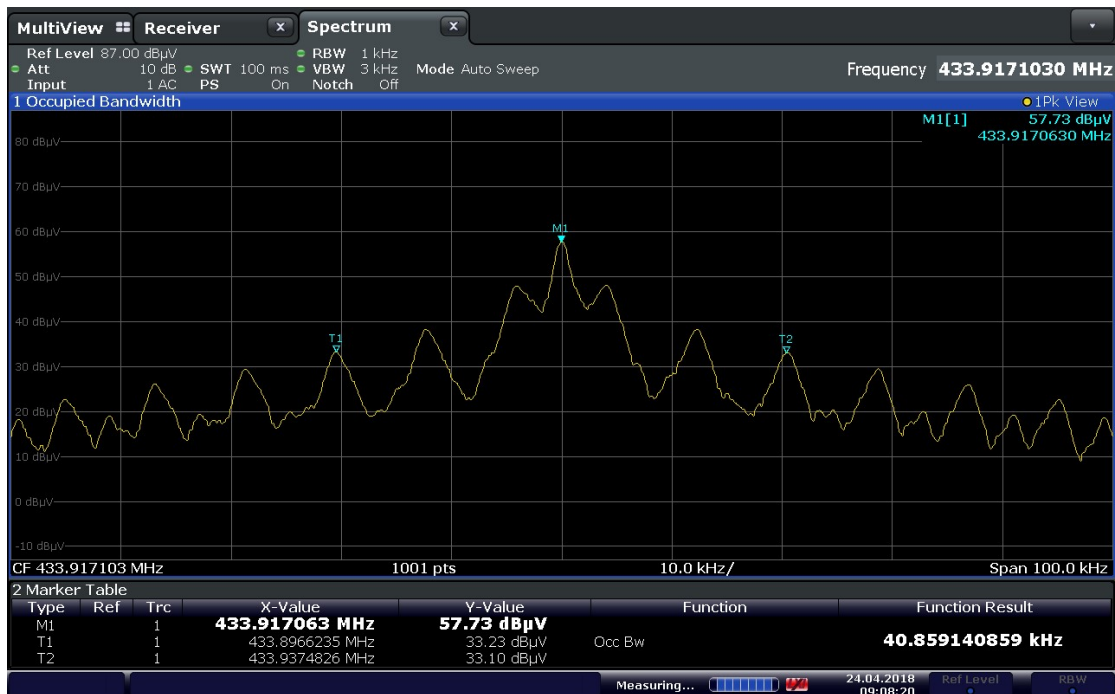 MultiView Receiver x Spectrum x
Ref Level 87.00 dBµV RBW 1 kHz
Att 10 dB SWT 100 ms VBW 3 kHz Mode Auto Sweep Frequency 433.9171030 MHz
Input 1 AC PS On Notch Off
1 Occupied Bandwidth 1Pk View
M1[1] 57.73 dBµV
433.9170630 MHz
80 dBµV
70 dBµV
60 dBµV
M1
50 dBµV
40 dBµV
T1 T2
30 dBµV
20 dBµV
10 dBµV
0 dBµV
-10 dBµV
CF 433.917103 MHz 1001 pts 10.0 kHz/ Span 100.0 kHz
2 Marker Table
Type Ref Trc X-Value Y-Value Function Function Result
M1 1 433.917063 MHz 57.73 dBµV
T1 1 433.8966235 MHz 33.23 dBµV Occ Bw 40.859140859 kHz
T2 1 433.9374826 MHz 33.10 dBµV
Measuring... 24.04.2018 Ref Level RBW
09:08:20